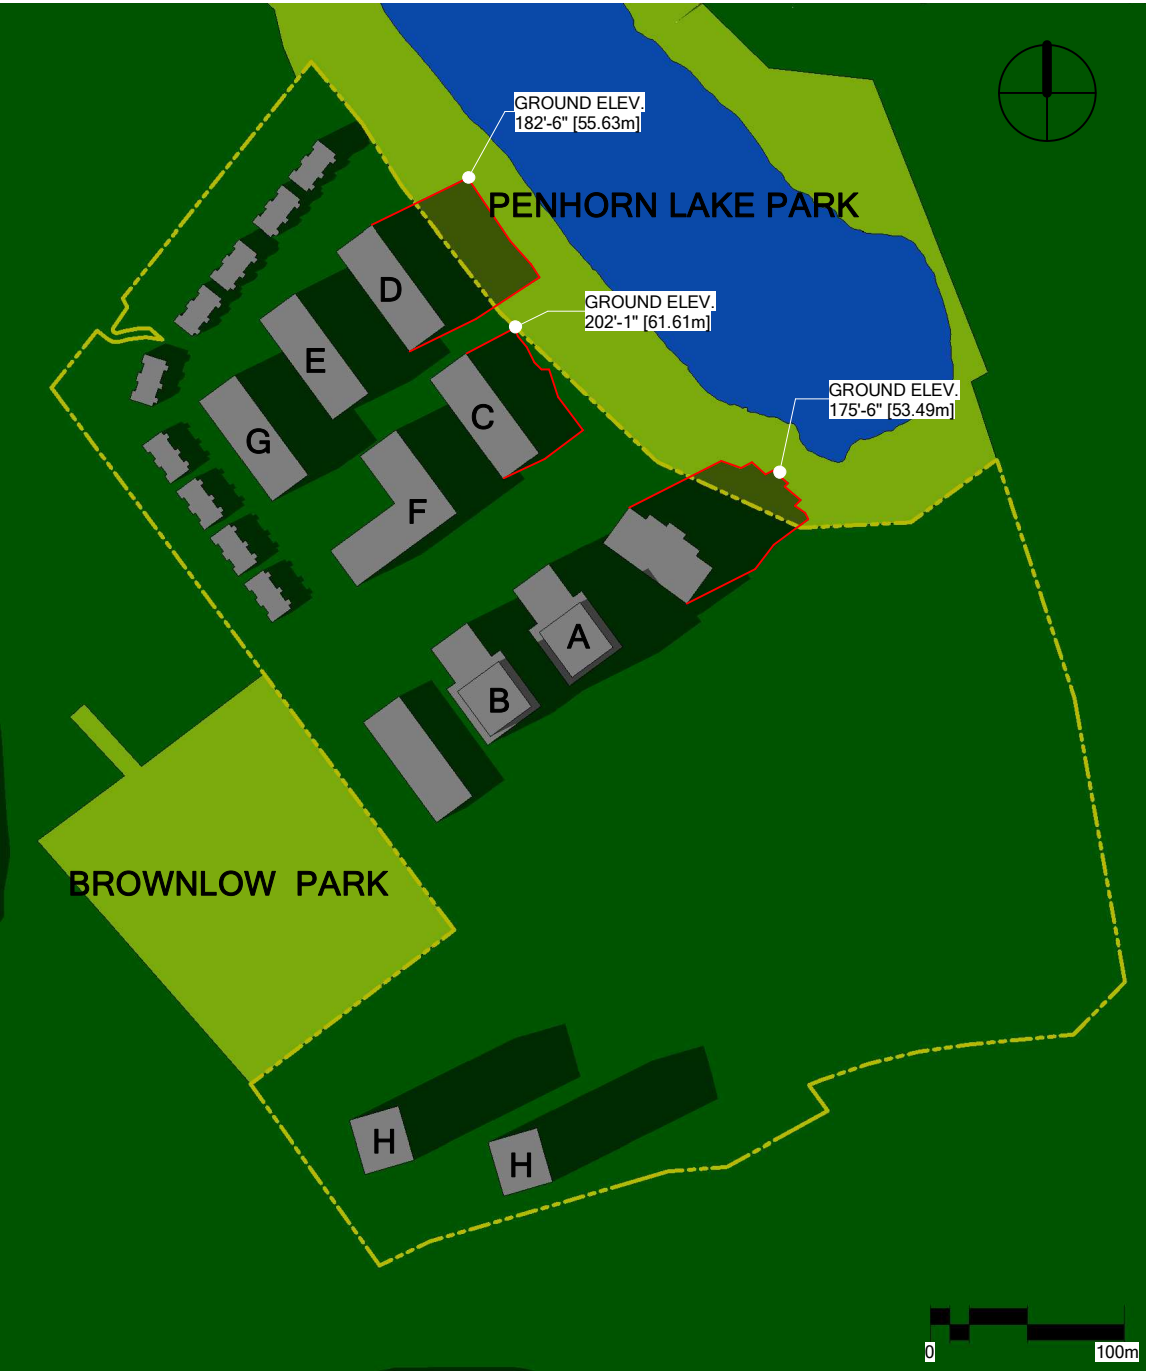 GROUND ELEV.
182'-6" [55.63m]
PENHORN LAKE PARK
D
GROUND ELEV.
202'-1" [61.61m]
E
GROUND ELEV.
175'-6" [53.49m]
C
G
F
A
B
BROWNLOW PARK
H
H
0
100m